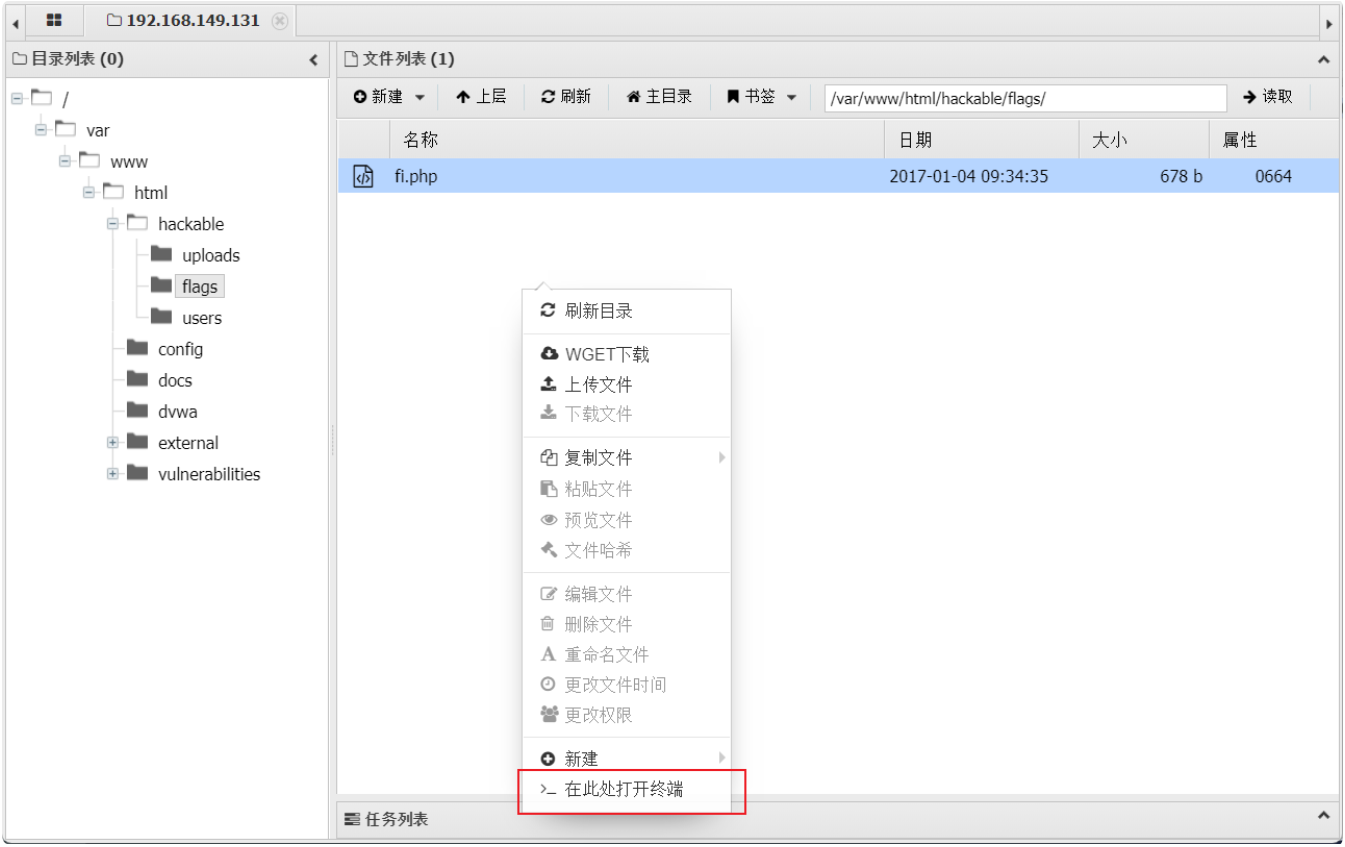 192.168.149.131
目录列表 (0)
文件列表 (1)
新建 上层 刷新 主目录 书签 /var/www/html/hackable/flags/ 读取
名称 日期 大小 属性
fi.php 2017-01-04 09:34:35 678 b 0664
/
var
www
html
hackable
uploads
flags
users
config
docs
dvwa
external
vulnerabilities
刷新目录
WGET下载
上传文件
下载文件
复制文件
粘贴文件
预览文件
文件哈希
编辑文件
删除文件
重命名文件
更改文件时间
更改权限
新建
在此处打开终端
任务列表